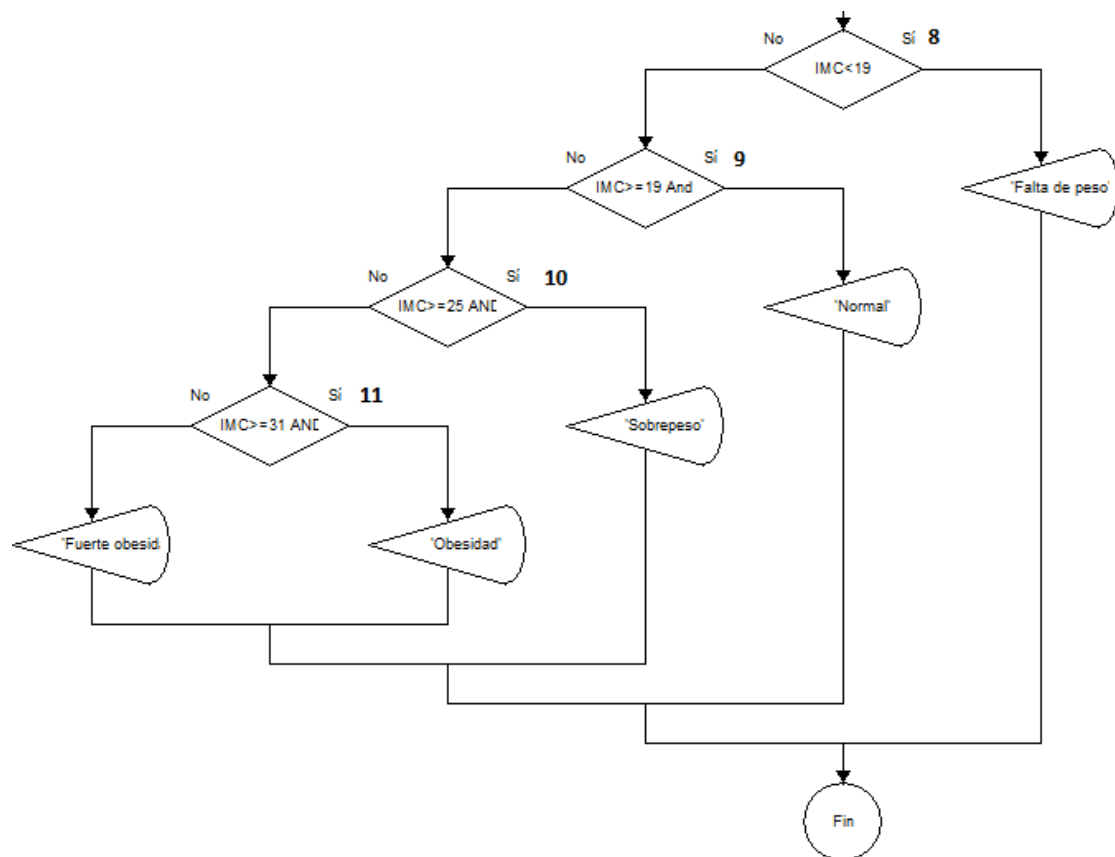 No
Sí
8
IMC<19
No
Sí
9
IMC>=19 And
"Falta de peso"
No
Sí
10
IMC>=25 AND
"Normal"
No
Sí
11
IMC>=31 AND
"Sobrepeso"
"Fuerte obesid
"Obesidad"
Fin